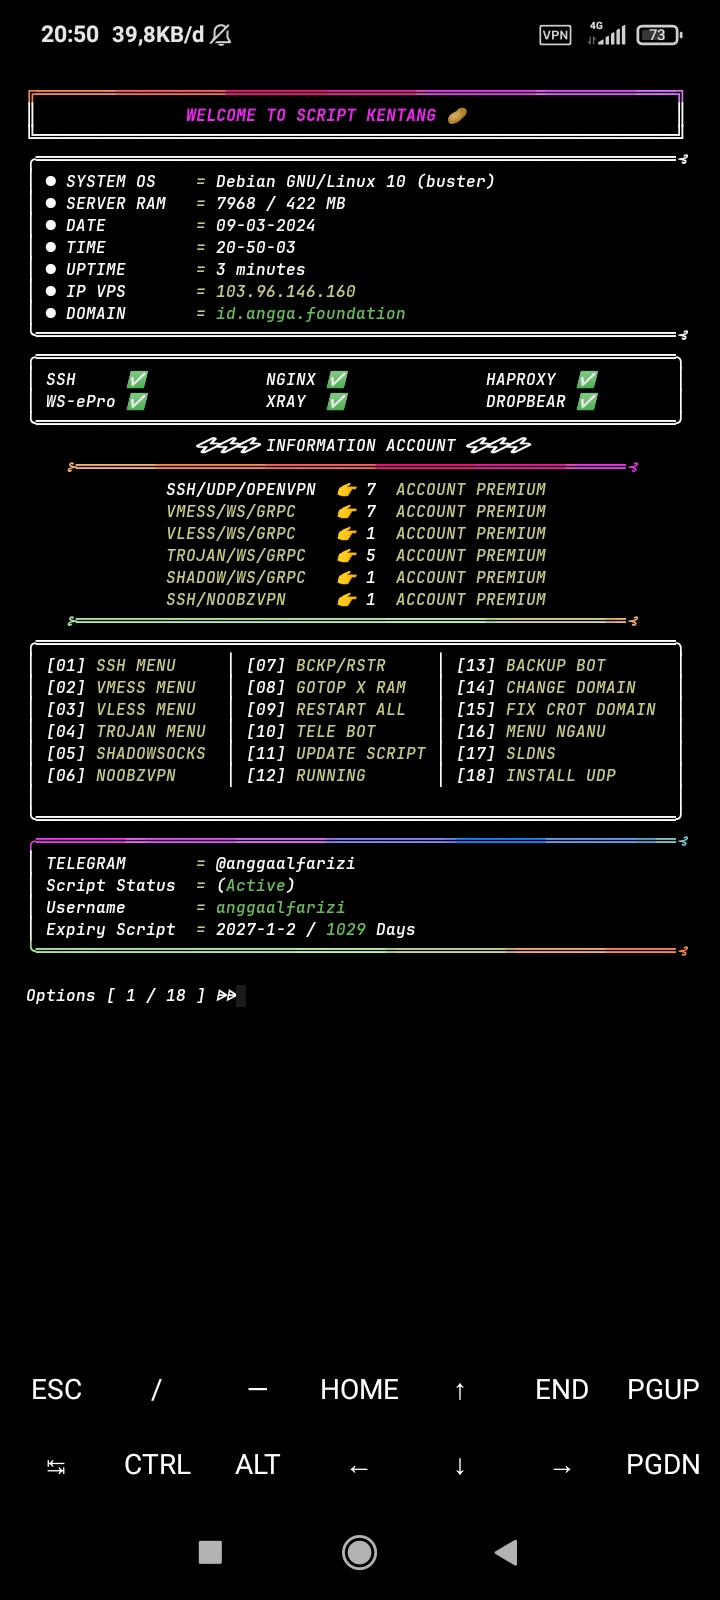 20:50 39,8KB/d VPN 4G 73
WELCOME TO SCRIPT KENTANG 🥔
● SYSTEM OS = Debian GNU/Linux 10 (buster)
● SERVER RAM = 7968 / 422 MB
● DATE = 09-03-2024
● TIME = 20-50-03
● UPTIME = 3 minutes
● IP VPS = 103.96.146.160
● DOMAIN = id.angga.foundation
SSH ✅ NGINX ✅ HAPROXY ✅
WS-ePro ✅ XRAY ✅ DROPBEAR ✅
INFORMATION ACCOUNT
SSH/UDP/OPENVPN 👉 7 ACCOUNT PREMIUM
VMESS/WS/GRPC 👉 7 ACCOUNT PREMIUM
VLESS/WS/GRPC 👉 1 ACCOUNT PREMIUM
TROJAN/WS/GRPC 👉 5 ACCOUNT PREMIUM
SHADOW/WS/GRPC 👉 1 ACCOUNT PREMIUM
SSH/NOOBZVPN 👉 1 ACCOUNT PREMIUM
[01] SSH MENU │ [07] BCKP/RSTR │ [13] BACKUP BOT
[02] VMESS MENU │ [08] GOTOP X RAM │ [14] CHANGE DOMAIN
[03] VLESS MENU │ [09] RESTART ALL │ [15] FIX CROT DOMAIN
[04] TROJAN MENU │ [10] TELE BOT │ [16] MENU NGANU
[05] SHADOWSOCKS │ [11] UPDATE SCRIPT │ [17] SLDNS
[06] NOOBZVPN │ [12] RUNNING │ [18] INSTALL UDP
TELEGRAM = @anggaalfarizi
Script Status = (Active)
Username = anggaalfarizi
Expiry Script = 2027-1-2 / 1029 Days
Options [ 1 / 18 ] ᐅᐅ
ESC / — HOME ↑ END PGUP
↹ CTRL ALT ← ↓ → PGDN